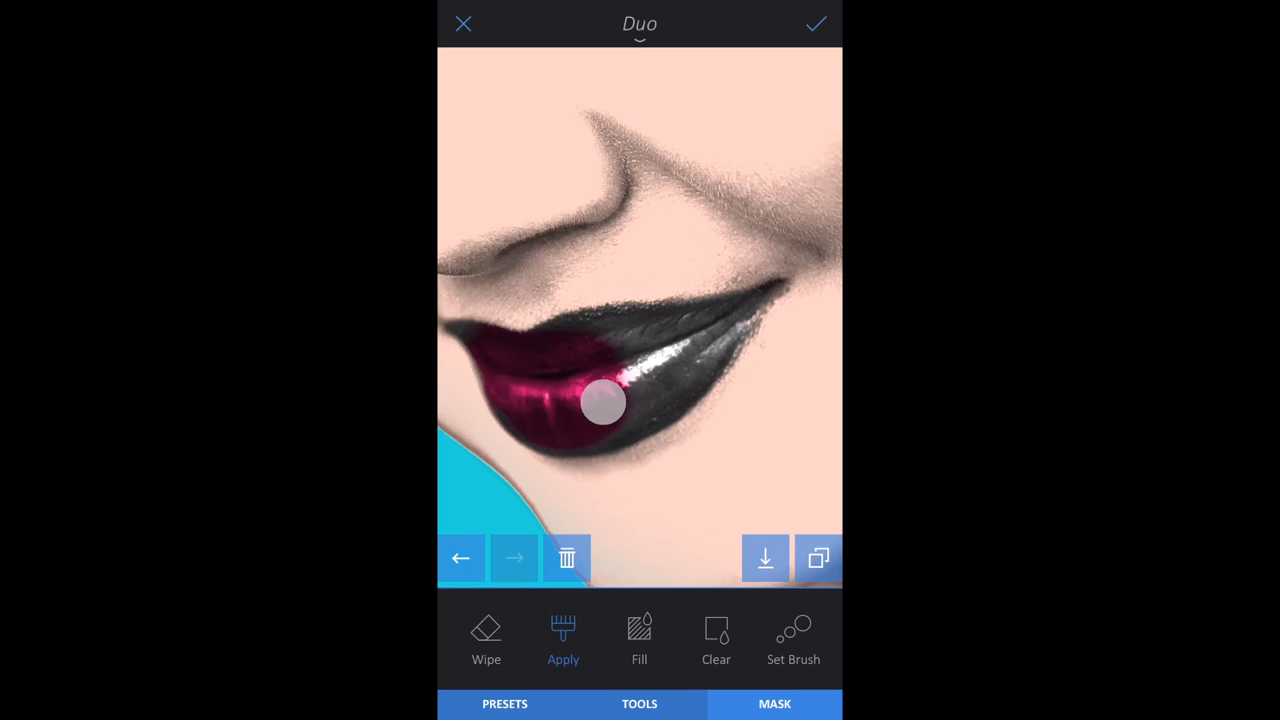 Duo
Wipe
Apply
Fill
Clear
Set Brush
PRESETS
TOOLS
MASK